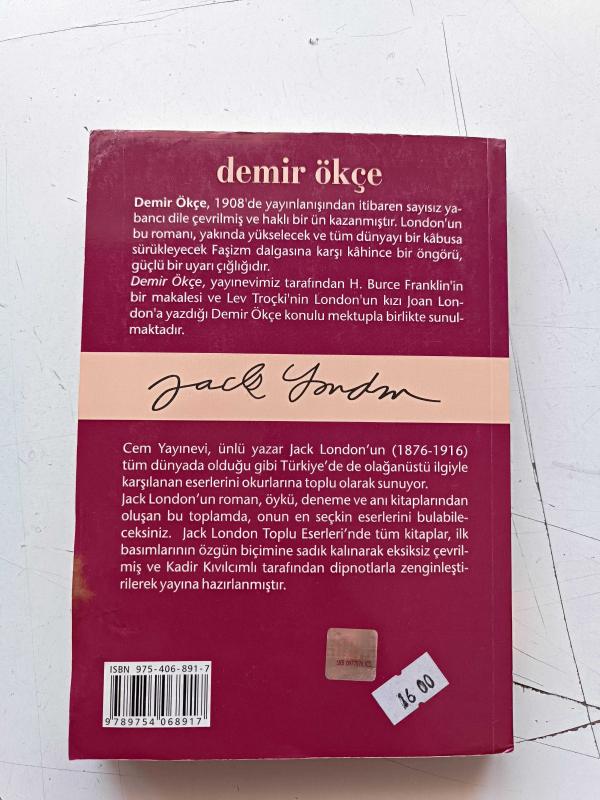 demir ökçe
Demir Ökçe, 1908'de yayınlanışından itibaren sayısız ya-
bancı dile çevrilmiş ve haklı bir ün kazanmıştır. London'un
bu romanı, yakında yükselecek ve tüm dünyayı bir kâbusa
sürükleyecek Faşizm dalgasına karşı kâhince bir öngörü,
güçlü bir uyarı çığlığıdır.
Demir Ökçe, yayınevimiz tarafından H. Burce Franklin'in
bir makalesi ve Lev Troçki'nin London'un kızı Joan Lon-
don'a yazdığı Demir Ökçe konulu mektupla birlikte sunul-
maktadır.
Jack London
Cem Yayınevi, ünlü yazar Jack London'un (1876-1916)
tüm dünyada olduğu gibi Türkiye'de de olağanüstü ilgiyle
karşılanan eserlerini okurlarına toplu olarak sunuyor.
Jack London'un roman, öykü, deneme ve anı kitaplarından
oluşan bu toplamda, onun en seçkin eserlerini bulabile-
ceksiniz. Jack London Toplu Eserleri'nde tüm kitaplar, ilk
basımlarının özgün biçimine sadık kalınarak eksiksiz çevril-
miş ve Kadir Kıvılcımlı tarafından dipnotlarla zenginleşti-
rilerek yayına hazırlanmıştır.
ISBN 975-406-891-7
9789754068917
16 00